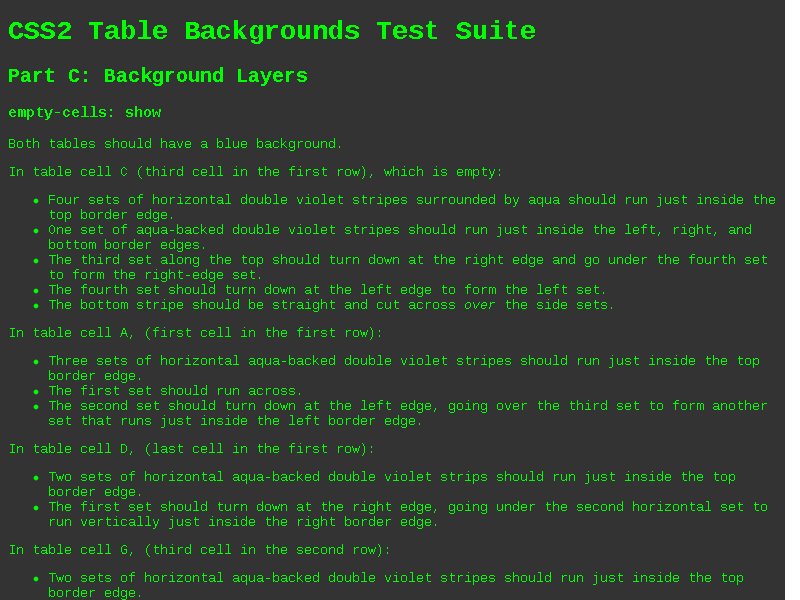 CSS2 Table Backgrounds Test Suite
Part C: Background Layers
empty-cells: show
Both tables should have a blue background.
In table cell C (third cell in the first row), which is empty:
• Four sets of horizontal double violet stripes surrounded by aqua should run just inside the
top border edge.
• One set of aqua-backed double violet stripes should run just inside the left, right, and
bottom border edges.
• The third set along the top should turn down at the right edge and go under the fourth set
to form the right-edge set.
• The fourth set should turn down at the left edge to form the left set.
• The bottom stripe should be straight and cut across over the side sets.
In table cell A, (first cell in the first row):
• Three sets of horizontal aqua-backed double violet stripes should run just inside the top
border edge.
• The first set should run across.
• The second set should turn down at the left edge, going over the third set to form another
set that runs just inside the left border edge.
In table cell D, (last cell in the first row):
• Two sets of horizontal aqua-backed double violet strips should run just inside the top
border edge.
• The first set should turn down at the right edge, going under the second horizontal set to
run vertically just inside the right border edge.
In table cell G, (third cell in the second row):
• Two sets of horizontal aqua-backed double violet stripes should run just inside the top
border edge.